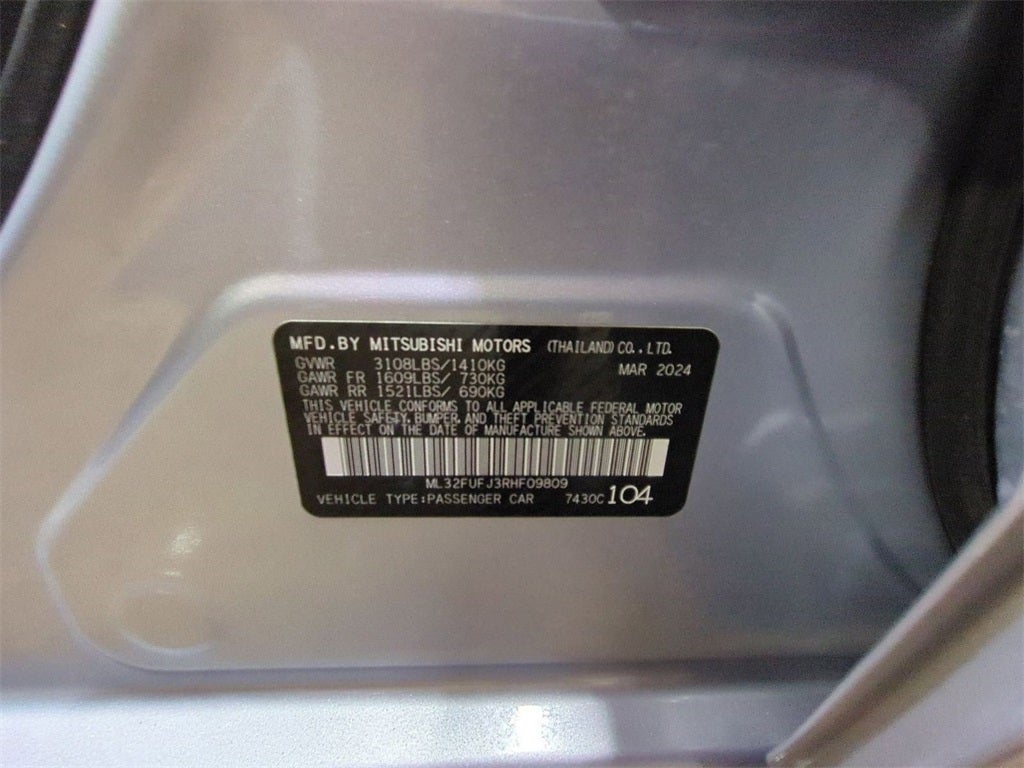 MFD.BY MITSUBISHI MOTORS (THAILAND)CO.,LTD.
GVWR 3108LBS/1410KG MAR 2024
GAWR FR 1609LBS/ 730KG
GAWR RR 1521LBS/ 690KG
THIS VEHICLE CONFORMS TO ALL APPLICABLE FEDERAL MOTOR
VEHICLE SAFETY, BUMPER, AND THEFT PREVENTION STANDARDS
IN EFFECT ON THE DATE OF MANUFACTURE SHOWN ABOVE.
ML32FUFJ3RHF09809
VEHICLE TYPE:PASSENGER CAR 7430C 104